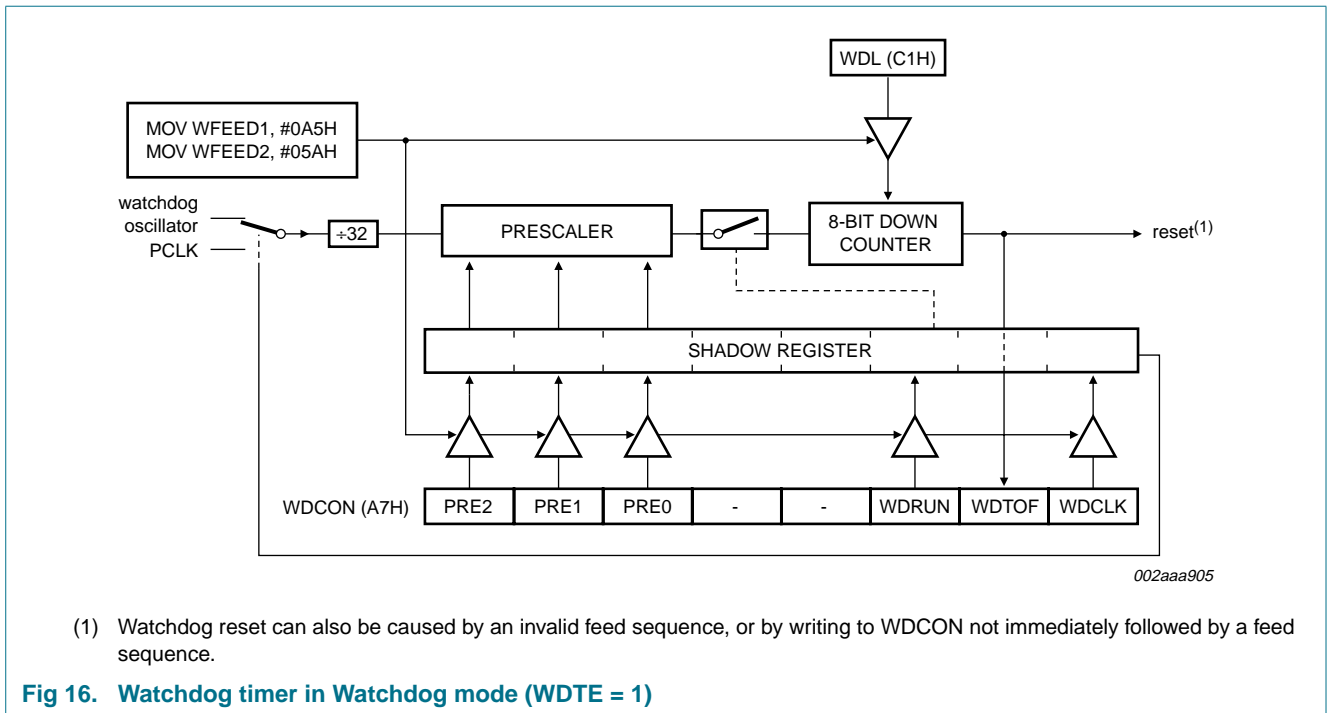 WDL (C1H)
MOV WFEED1, #0A5H
MOV WFEED2, #05AH
watchdog
oscillator
PCLK
÷32
PRESCALER
8-BIT DOWN
COUNTER
reset(1)
SHADOW REGISTER
WDCON (A7H)
PRE2
PRE1
PRE0
-
-
WDRUN
WDTOF
WDCLK
002aaa905
(1) Watchdog reset can also be caused by an invalid feed sequence, or by writing to WDCON not immediately followed by a feed
sequence.
Fig 16. Watchdog timer in Watchdog mode (WDTE = 1)